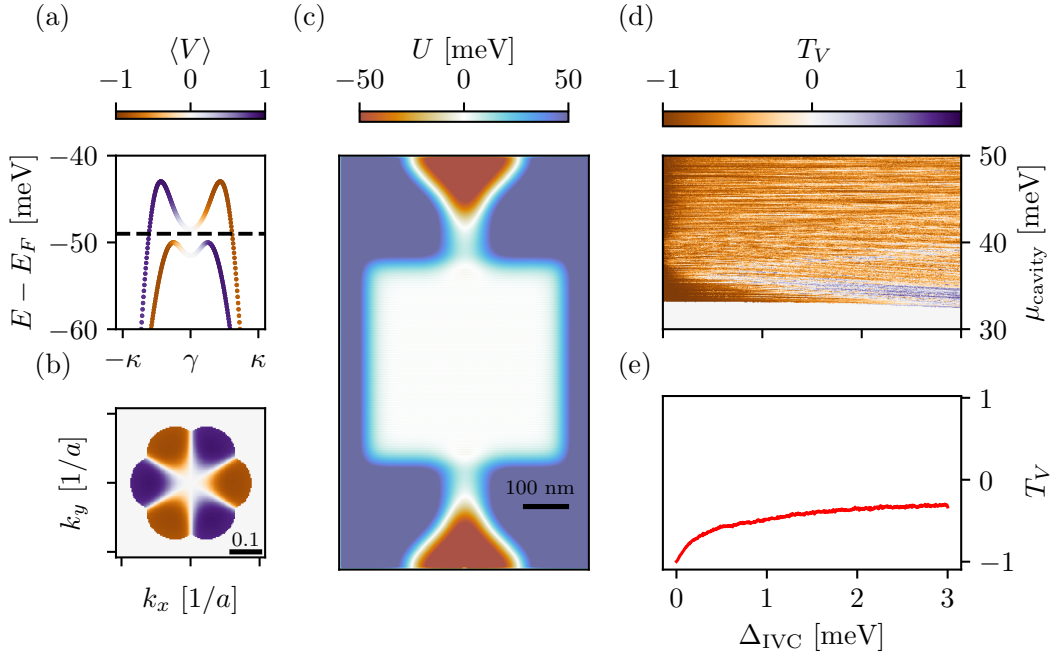 (a)
⟨V⟩
−1 0 1
E − E_F [meV]
−40
−50
−60
−κ γ κ
(b)
k_y [1/a]
0.1
k_x [1/a]
(c)
U [meV]
−50 0 50
100 nm
(d)
T_V
−1 0 1
50
40
30
μ_cavity [meV]
(e)
1
0
−1
T_V
0 1 2 3
Δ_IVC [meV]